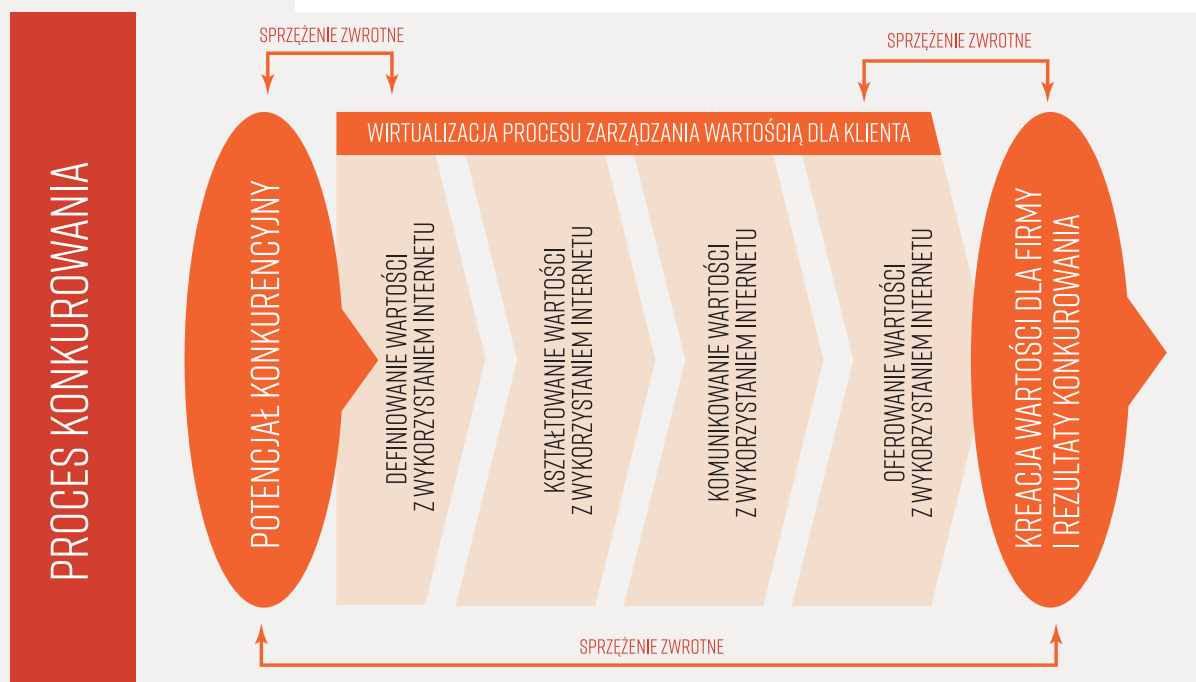 PROCES KONKUROWANIA
SPRZĘŻENIE ZWROTNE
SPRZĘŻENIE ZWROTNE
WIRTUALIZACJA PROCESU ZARZĄDZANIA WARTOŚCIĄ DLA KLIENTA
POTENCJAŁ KONKURENCYJNY
DEFINIOWANIE WARTOŚCI
Z WYKORZYSTANIEM INTERNETU
KSZTAŁTOWANIE WARTOŚCI
Z WYKORZYSTANIEM INTERNETU
KOMUNIKOWANIE WARTOŚCI
Z WYKORZYSTANIEM INTERNETU
OFEROWANIE WARTOŚCI
Z WYKORZYSTANIEM INTERNETU
KREACJA WARTOŚCI DLA FIRMY
I REZULTATY KONKUROWANIA
SPRZĘŻENIE ZWROTNE